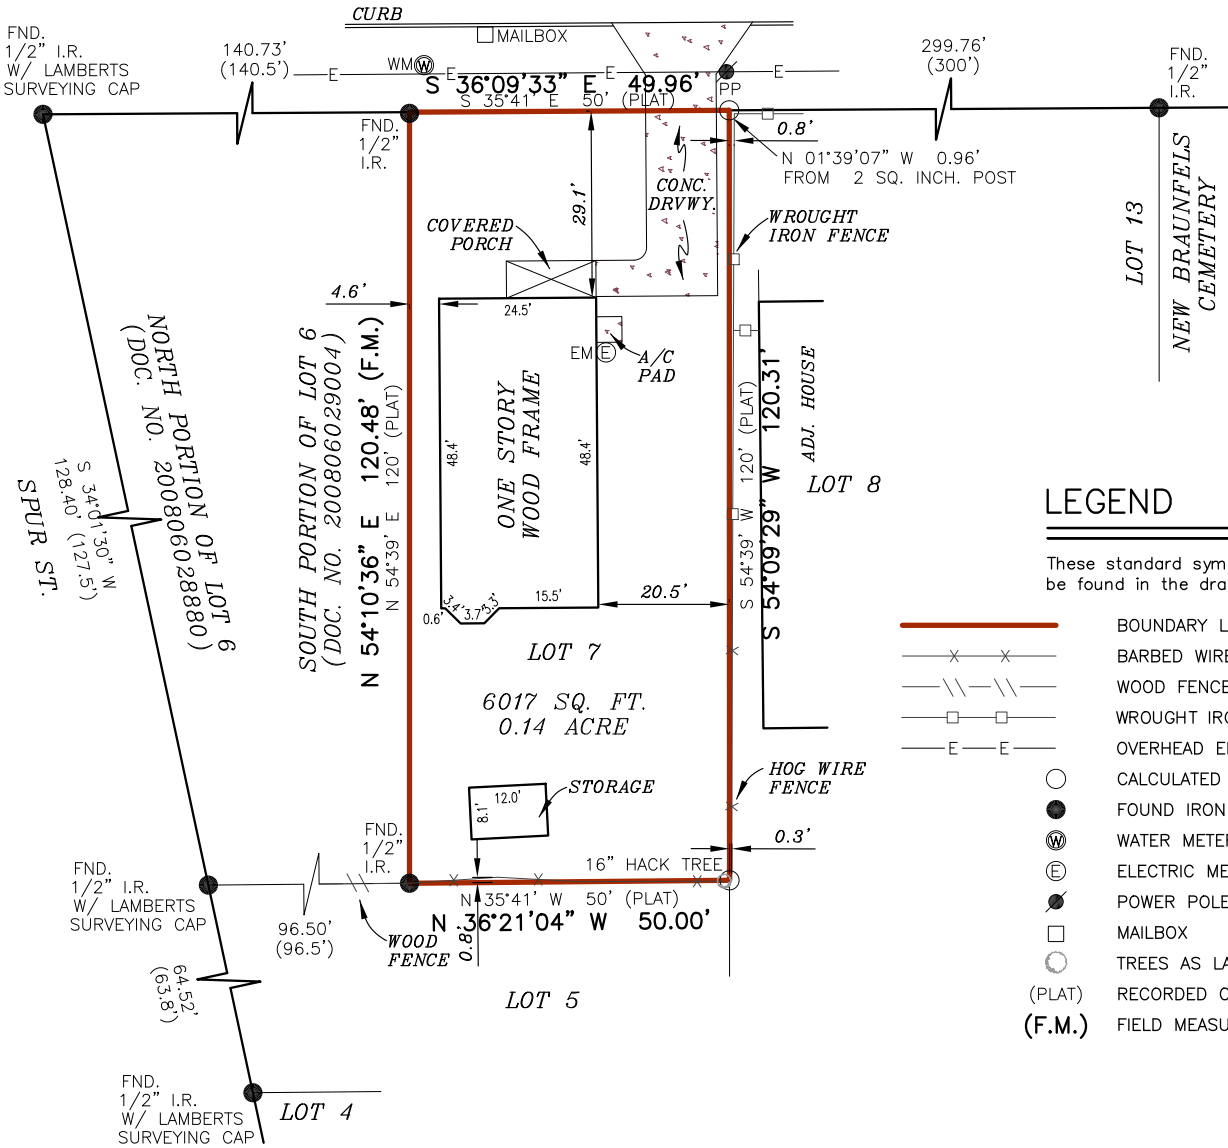 CURB
MAILBOX
FND.
1/2" I.R.
W/ LAMBERTS
SURVEYING CAP
140.73'
(140.5')
WM
W
E
E
E
E
PP
S 36°09'33" E 49.96'
S 35°41' E 50' (PLAT)
299.76'
(300')
FND.
1/2"
I.R.
FND.
1/2"
I.R.
0.8'
N 01°39'07" W 0.96'
FROM 2 SQ. INCH. POST
CONC.
DRVWY.
29.1'
COVERED
PORCH
WROUGHT
IRON FENCE
LOT 13
NEW BRAUNFELS
CEMETERY
4.6'
24.5'
EM
E
A/C
PAD
NORTH PORTION OF LOT 6
(DOC. NO. 200806028880)
SOUTH PORTION OF LOT 6
(DOC. NO. 200806029004)
N 54°10'36" E 120.48' (F.M.)
N 54°39' E 120' (PLAT)
48.4'
ONE STORY
WOOD FRAME
48.4'
S 54°39' W 120' (PLAT)
S 54°09'29" W 120.31'
ADJ. HOUSE
LOT 8
S 34°01'30" W
128.40' (127.5')
SPUR ST.
0.6'
3.4'
3.7'
3.3'
15.5'
20.5'
LOT 7
6017 SQ. FT.
0.14 ACRE
STORAGE
12.0'
8.1'
HOG WIRE
FENCE
0.3'
FND.
1/2"
I.R.
16" HACK TREE
N 35°41' W 50' (PLAT)
N 36°21'04" W 50.00'
0.8'
FND.
1/2" I.R.
W/ LAMBERTS
SURVEYING CAP
96.50'
(96.5')
WOOD
FENCE
64.52'
(63.8')
LOT 5
FND.
1/2" I.R.
W/ LAMBERTS
SURVEYING CAP
LOT 4
LEGEND
These standard sym
be found in the dra
BOUNDARY L
BARBED WIRE
WOOD FENCE
WROUGHT IRO
E E OVERHEAD E
CALCULATED
FOUND IRON
W WATER METER
E ELECTRIC ME
POWER POLE
MAILBOX
TREES AS LA
(PLAT) RECORDED
(F.M.) FIELD MEASU